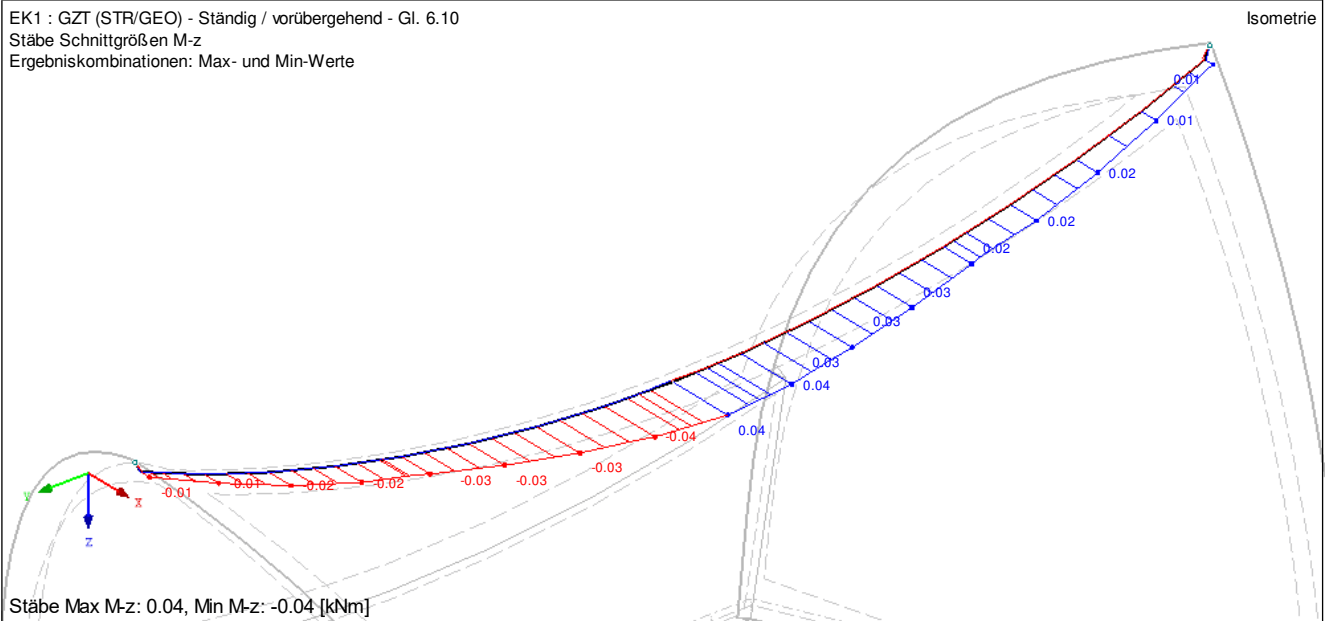 EK1 : GZT (STR/GEO) - Ständig / vorübergehend - Gl. 6.10
Isometrie
Stäbe Schnittgrößen M-z
Ergebniskombinationen: Max- und Min-Werte
0.01
0.01
0.02
0.02
0.02
0.03
0.03
0.03
0.04
0.04
-0.04
-0.03
-0.03
-0.03
-0.02
-0.02
-0.01
-0.01
Y
X
Z
Stäbe Max M-z: 0.04, Min M-z: -0.04 [kNm]